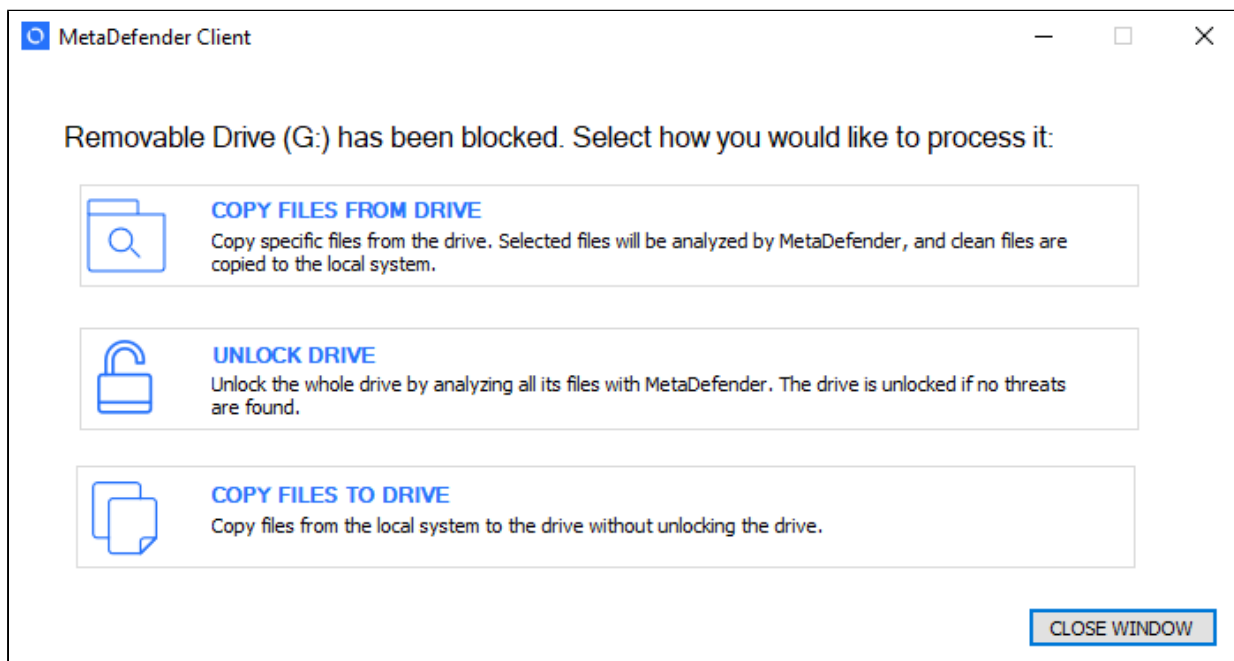 MetaDefender Client
Removable Drive (G:) has been blocked. Select how you would like to process it:
COPY FILES FROM DRIVE
Copy specific files from the drive. Selected files will be analyzed by MetaDefender, and clean files are
copied to the local system.
UNLOCK DRIVE
Unlock the whole drive by analyzing all its files with MetaDefender. The drive is unlocked if no threats
are found.
COPY FILES TO DRIVE
Copy files from the local system to the drive without unlocking the drive.
CLOSE WINDOW